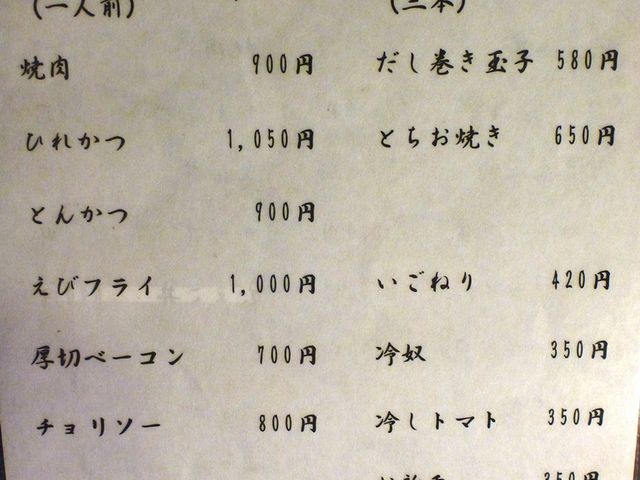 (一人前)
焼肉 900円
ひれかつ 1,050円
とんかつ 900円
えびフライ 1,000円
厚切ベーコン 700円
チョリソー 800円
だし巻き玉子 580円
とちお焼き 650円
いごねり 420円
冷奴 350円
冷しトマト 350円
350円